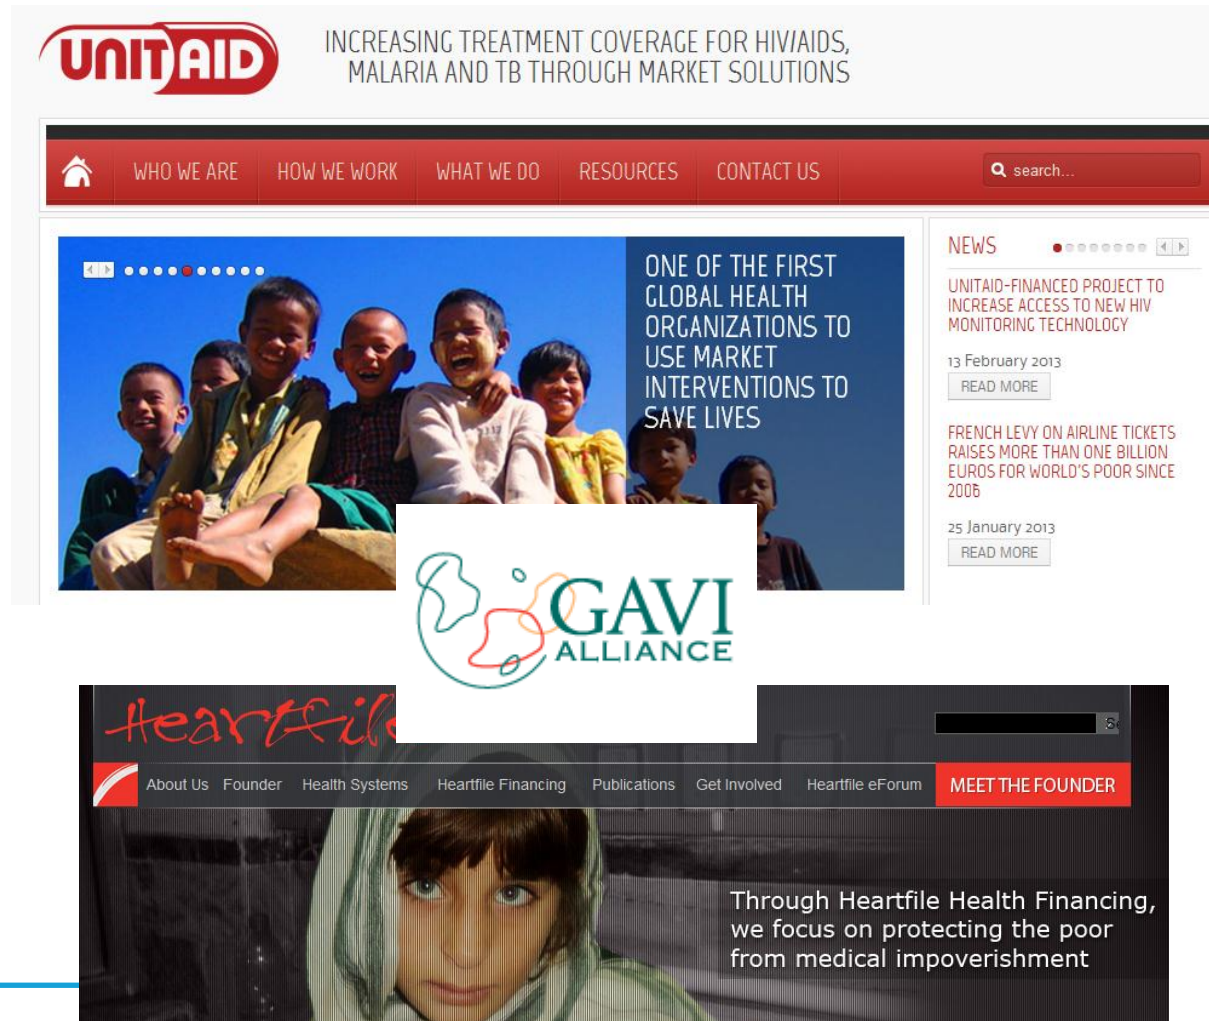 UNITAID
INCREASING TREATMENT COVERAGE FOR HIV/AIDS,
MALARIA AND TB THROUGH MARKET SOLUTIONS
WHO WE ARE HOW WE WORK WHAT WE DO RESOURCES CONTACT US search...
ONE OF THE FIRST
GLOBAL HEALTH
ORGANIZATIONS TO
USE MARKET
INTERVENTIONS TO
SAVE LIVES
NEWS
UNITAID-FINANCED PROJECT TO
INCREASE ACCESS TO NEW HIV
MONITORING TECHNOLOGY
13 February 2013
READ MORE
FRENCH LEVY ON AIRLINE TICKETS
RAISES MORE THAN ONE BILLION
EUROS FOR WORLD'S POOR SINCE
2006
25 January 2013
READ MORE
GAVI
ALLIANCE
Heartfile
About Us Founder Health Systems Heartfile Financing Publications Get Involved Heartfile eForum MEET THE FOUNDER
Through Heartfile Health Financing,
we focus on protecting the poor
from medical impoverishment